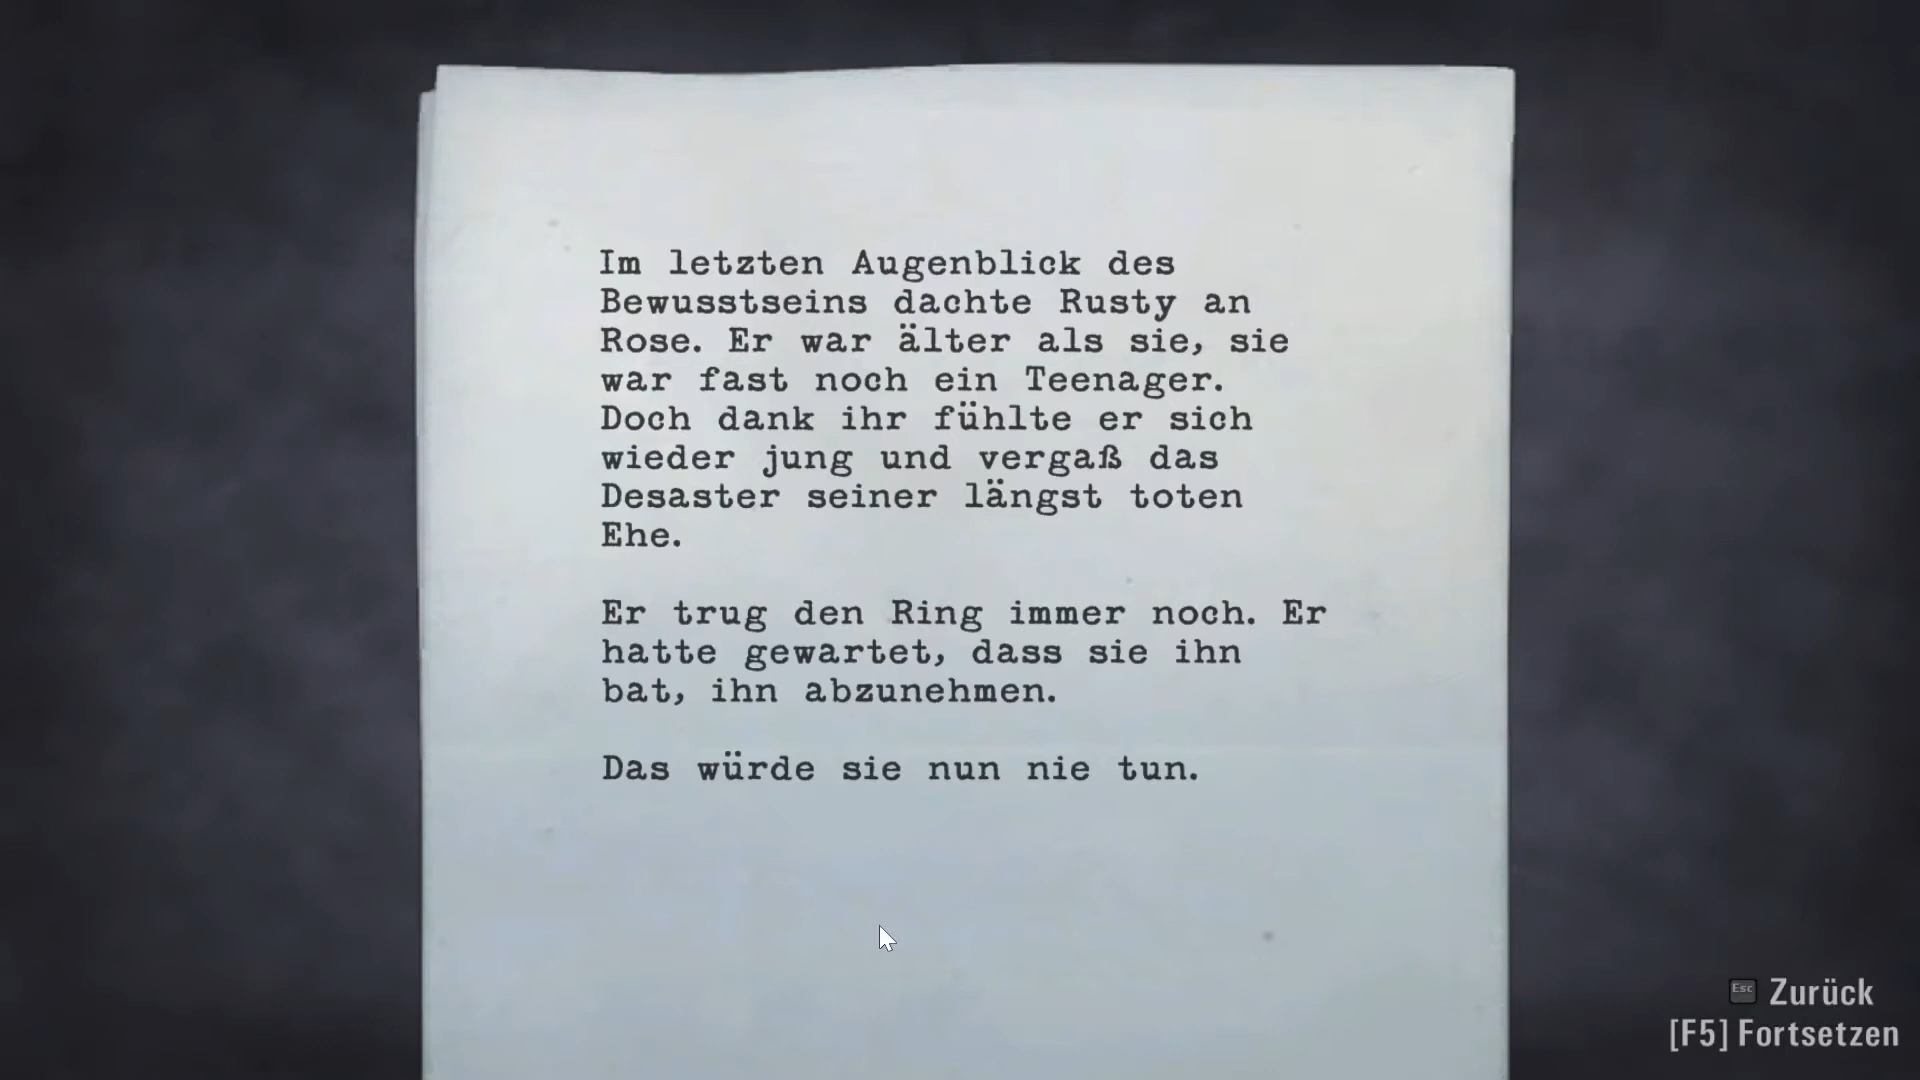 Im letzten Augenblick des
Bewusstseins dachte Rusty an
Rose. Er war älter als sie, sie
war fast noch ein Teenager.
Doch dank ihr fühlte er sich
wieder jung und vergaß das
Desaster seiner längst toten
Ehe.
Er trug den Ring immer noch. Er
hatte gewartet, dass sie ihn
bat, ihn abzunehmen.
Das würde sie nun nie tun.
Esc Zurück
[F5] Fortsetzen